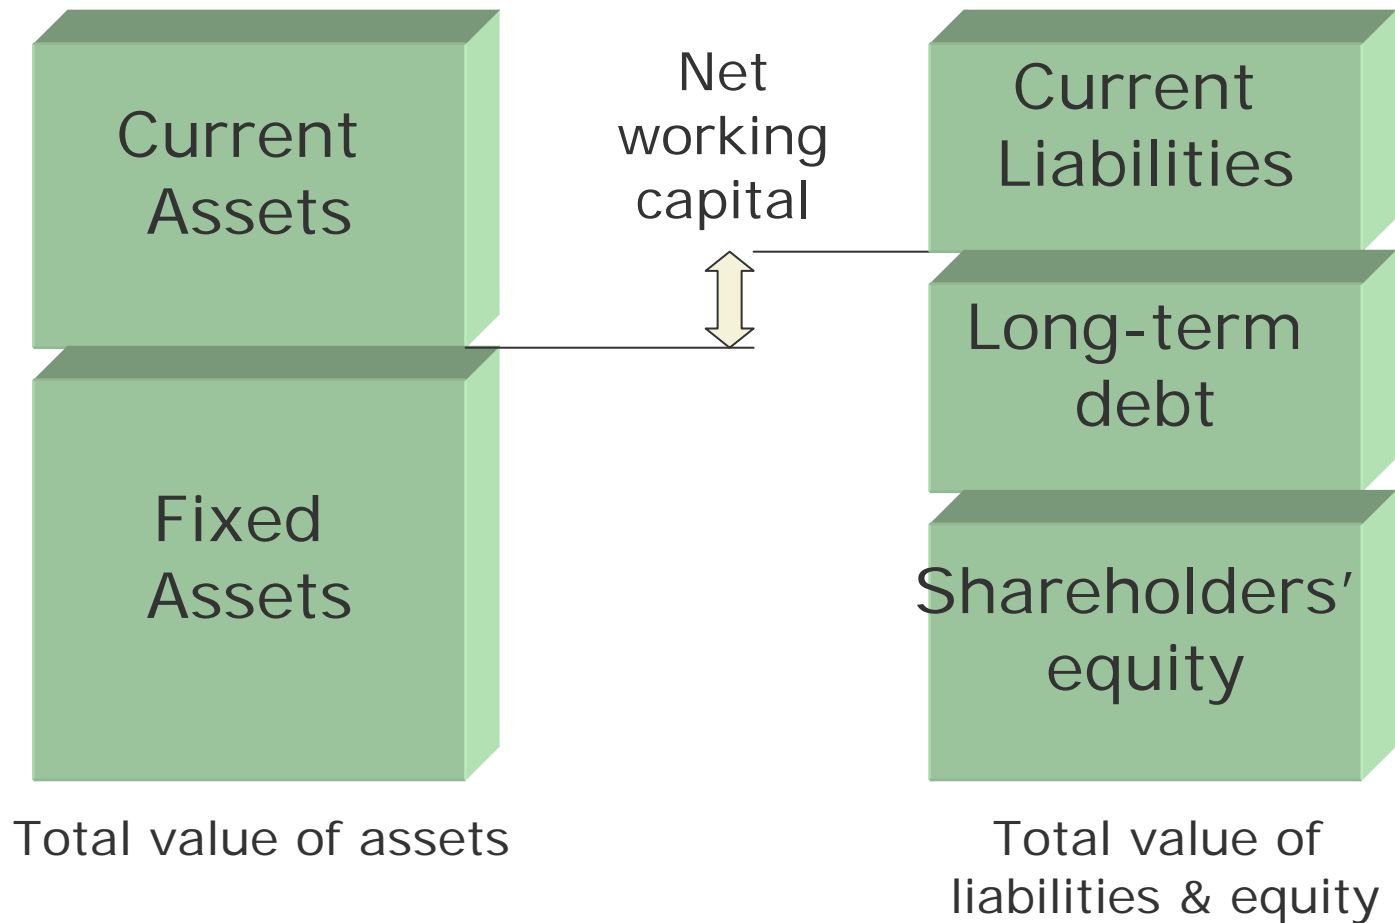 Current
Assets
Fixed
Assets
Total value of assets
Net
working
capital
Current
Liabilities
Long-term
debt
Shareholders’
equity
Total value of
liabilities & equity